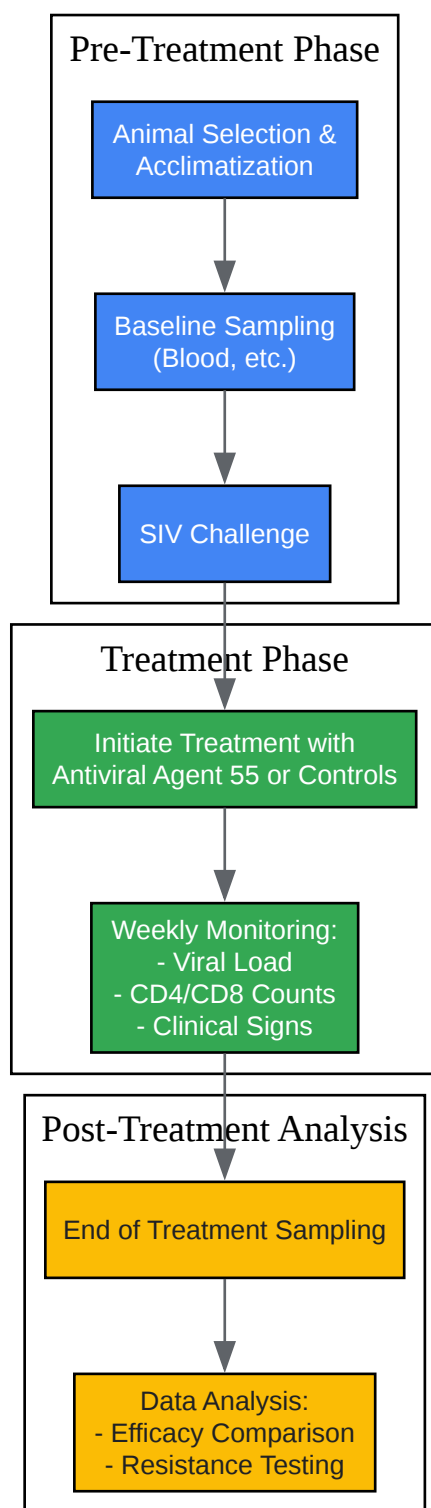 Pre-Treatment Phase
Animal Selection &
Acclimatization
Baseline Sampling
(Blood, etc.)
SIV Challenge
Treatment Phase
Initiate Treatment with
Antiviral Agent 55 or Controls
Weekly Monitoring:
- Viral Load
- CD4/CD8 Counts
- Clinical Signs
Post-Treatment Analysis
End of Treatment Sampling
Data Analysis:
- Efficacy Comparison
- Resistance Testing